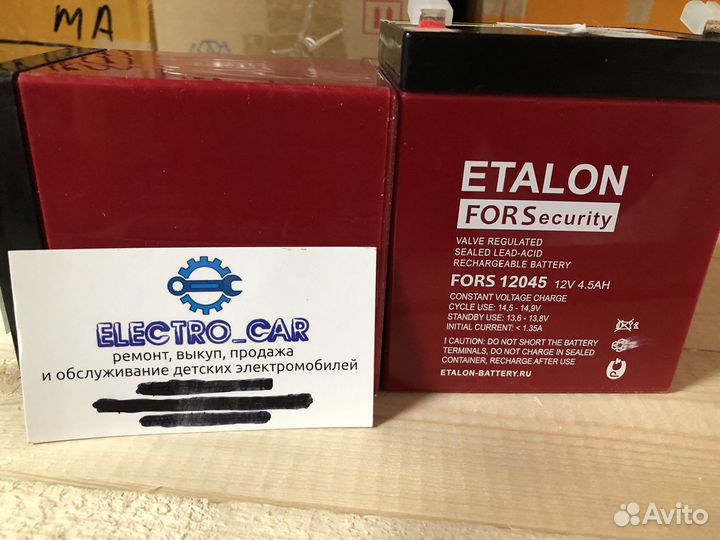 MA
ETALON
FORSecurity
VALVE REGULATED
SEALED LEAD-ACID
RECHARGEABLE BATTERY
FORS 12045 12V 4.5AH
CONSTANT VOLTAGE CHARGE
CYCLE USE: 14,5 - 14,9V
STANDBY USE: 13,6 - 13,8V
INITIAL CURRENT: < 1.35A
! CAUTION: DO NOT SHORT THE BATTERY
TERMINALS, DO NOT CHARGE IN SEALED
CONTAINER, RECHARGE AFTER USE
ETALON-BATTERY.RU
ELECTRO_CAR
ремонт, выкуп, продажа
и обслуживание детских электромобилей
Avito